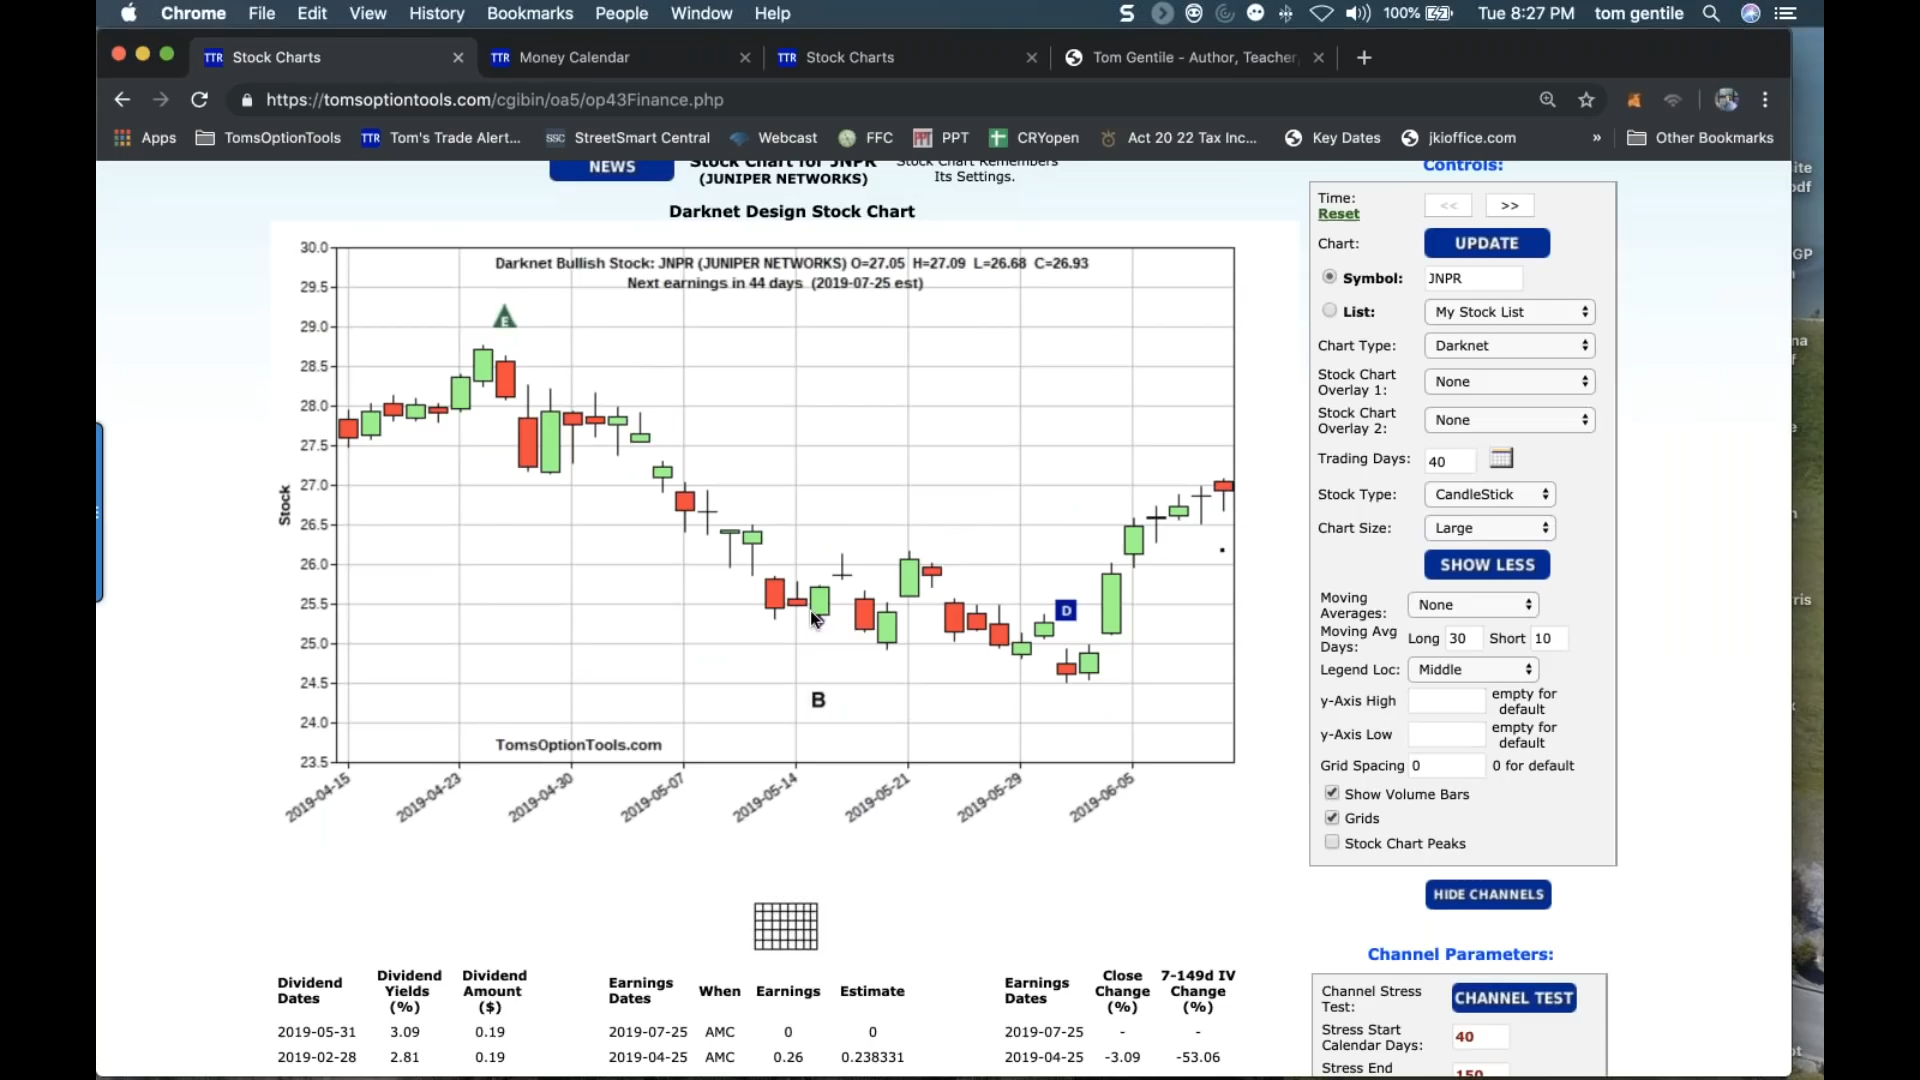 Chrome File Edit View History Bookmarks People Window Help 100% Tue 8:27 PM tom gentile
TTR Stock Charts TTR Money Calendar TTR Stock Charts Tom Gentile - Author, Teacher,
https://tomsoptiontools.com/cgibin/oa5/op43Finance.php
Apps TomsOptionTools TTR Tom's Trade Alert... SSC StreetSmart Central Webcast FFC PPT CRYopen Act 20 22 Tax Inc... Key Dates jkioffice.com » Other Bookmarks
NEWS
Stock Chart for JNPR
(JUNIPER NETWORKS)
Stock Chart Remembers
Its Settings.
Darknet Design Stock Chart
Darknet Bullish Stock: JNPR (JUNIPER NETWORKS) O=27.05 H=27.09 L=26.68 C=26.93
Next earnings in 44 days (2019-07-25 est)
Stock
30.0
29.5
29.0
28.5
28.0
27.5
27.0
26.5
26.0
25.5
25.0
24.5
24.0
23.5
E
D
B
TomsOptionTools.com
2019-04-15 2019-04-23 2019-04-30 2019-05-07 2019-05-14 2019-05-21 2019-05-29 2019-06-05
Dividend Dates Dividend Yields (%) Dividend Amount ($)
2019-05-31 3.09 0.19
2019-02-28 2.81 0.19
Earnings Dates When Earnings Estimate
2019-07-25 AMC 0 0
2019-04-25 AMC 0.26 0.238331
Earnings Dates Close Change (%) 7-149d IV Change (%)
2019-07-25 - -
2019-04-25 -3.09 -53.06
Controls:
Time:
Reset << >>
Chart: UPDATE
Symbol: JNPR
List: My Stock List
Chart Type: Darknet
Stock Chart
Overlay 1: None
Stock Chart
Overlay 2: None
Trading Days: 40
Stock Type: CandleStick
Chart Size: Large
SHOW LESS
Moving
Averages: None
Moving Avg
Days: Long 30 Short 10
Legend Loc: Middle
y-Axis High empty for
default
y-Axis Low empty for
default
Grid Spacing 0 0 for default
Show Volume Bars
Grids
Stock Chart Peaks
HIDE CHANNELS
Channel Parameters:
Channel Stress
Test: CHANNEL TEST
Stress Start
Calendar Days: 40
Stress End
150